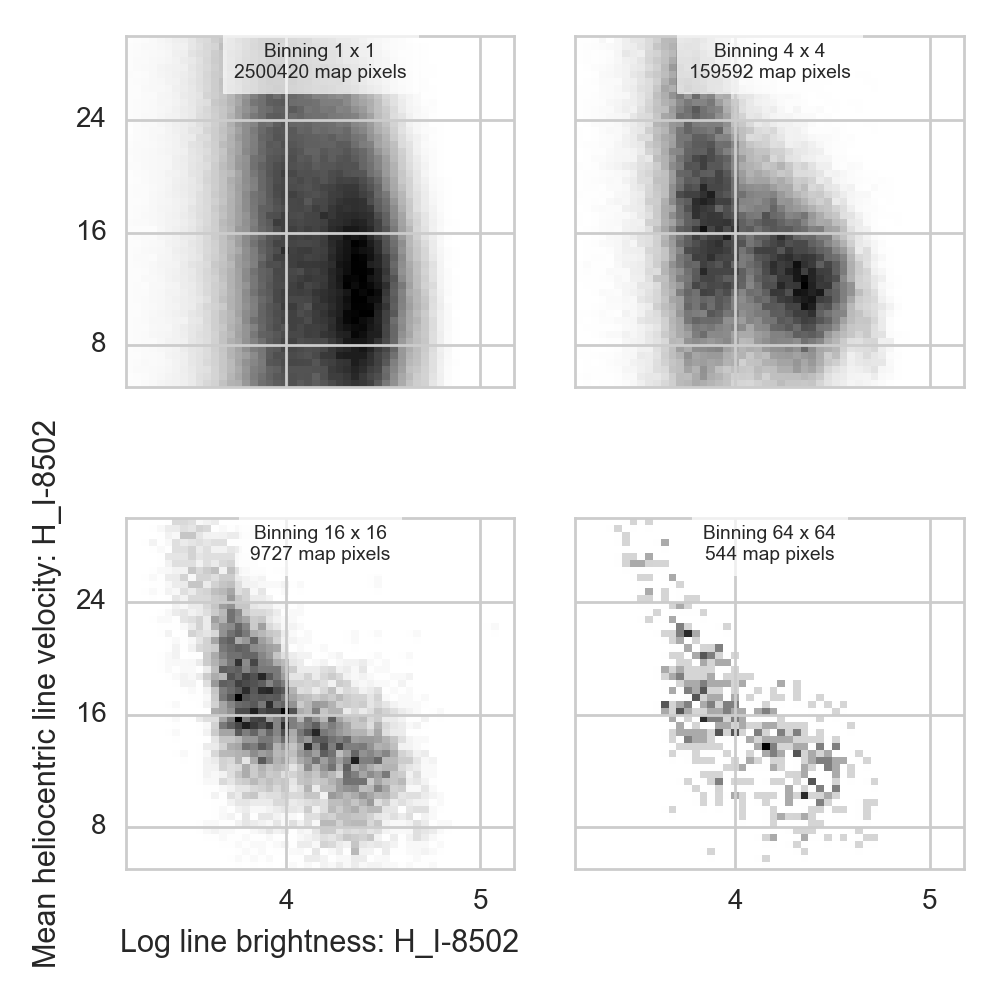 Binning 1 x 1
2500420 map pixels
Binning 4 x 4
159592 map pixels
24
16
8
Mean heliocentric line velocity: H_I-8502
Binning 16 x 16
9727 map pixels
Binning 64 x 64
544 map pixels
24
16
8
4
5
4
5
Log line brightness: H_I-8502